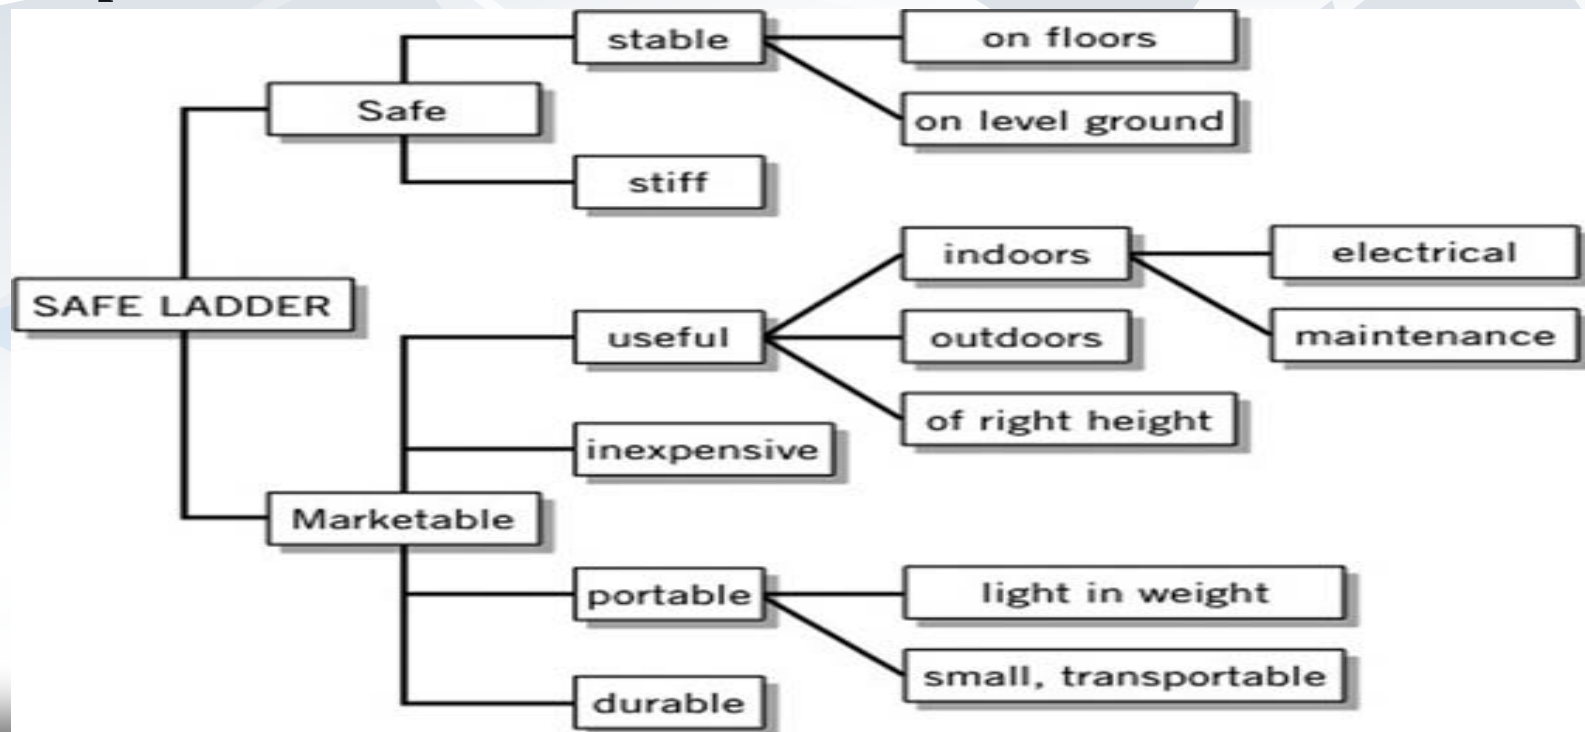 stable
on floors
Safe
on level ground
stiff
indoors
electrical
SAFE LADDER
useful
outdoors
maintenance
of right height
inexpensive
Marketable
portable
light in weight
small, transportable
durable